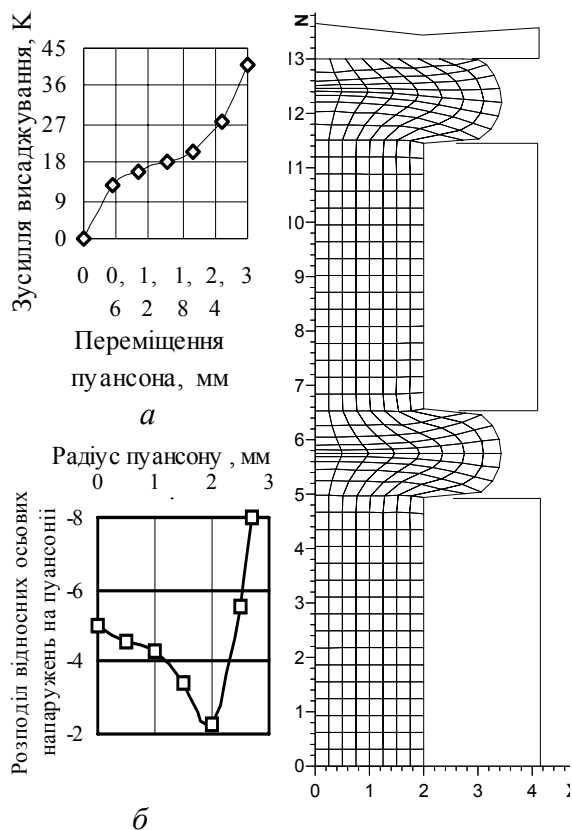 Зусилля висаджування, К
45
36
27
18
9
0
0 0, 1, 1, 2, 3
6 2 8 4
Переміщення
пуансона, мм
а
Радіус пуансону , мм
0 1 2 3
-8
-6
-4
-2
Розподіл відносних осьових
напаружень на пуансоніі
б
N
13
12
11
10
9
8
7
6
5
4
3
2
1
0
0 1 2 3 4